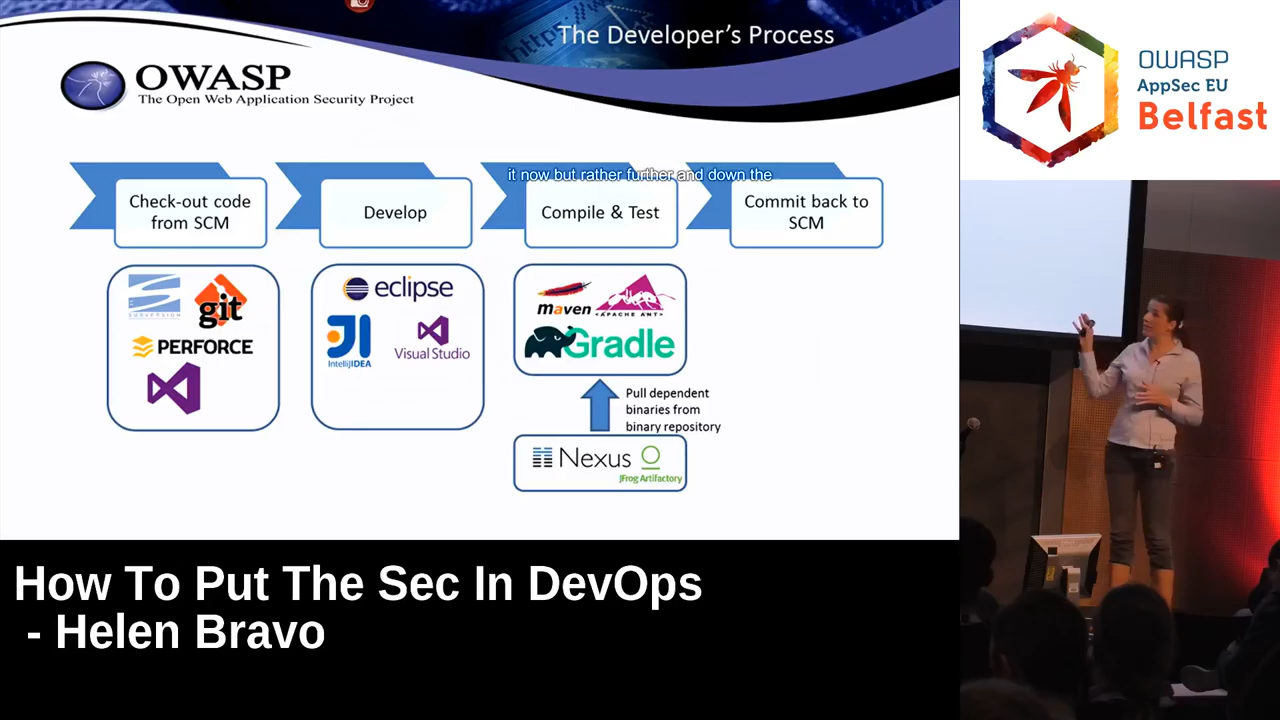 The Developer's Process
OWASP
The Open Web Application Security Project
it now but rather further and down the
Check-out code
from SCM
Develop
Compile & Test
Commit back to
SCM
SUBVERSION
git
PERFORCE
eclipse
IntelliJIDEA
Visual Studio
maven
APACHE ANT
Gradle
Pull dependent
binaries from
binary repository
Nexus
JFrog Artifactory
OWASP
AppSec EU
Belfast
How To Put The Sec In DevOps
- Helen Bravo